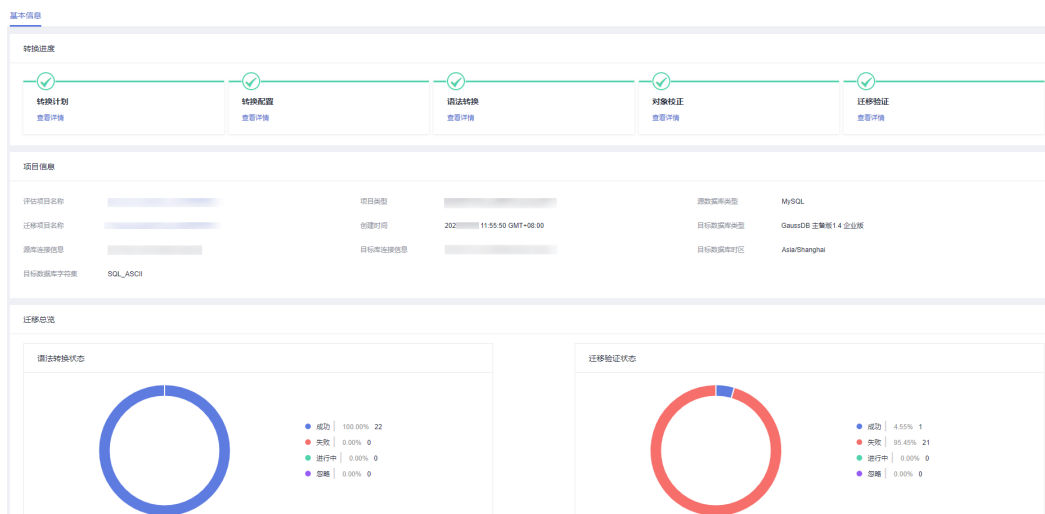 基本信息
转换进度
转换计划 转换配置 语法转换 对象校正 迁移验证
查看详情 查看详情 查看详情 查看详情 查看详情
项目信息
评估项目名称 项目类型 源数据库类型 MySQL
迁移项目名称 创建时间 202 11:55:50 GMT+08:00 目标数据库类型 GaussDB 主备版1.4 企业版
源库连接信息 目标库连接信息 目标数据库时区 Asia/Shanghai
目标数据库字符集 SQL_ASCII
迁移总览
语法转换状态 迁移验证状态
成功 100.00% 22 成功 4.55% 1
失败 0.00% 0 失败 95.45% 21
进行中 0.00% 0 进行中 0.00% 0
忽略 0.00% 0 忽略 0.00% 0